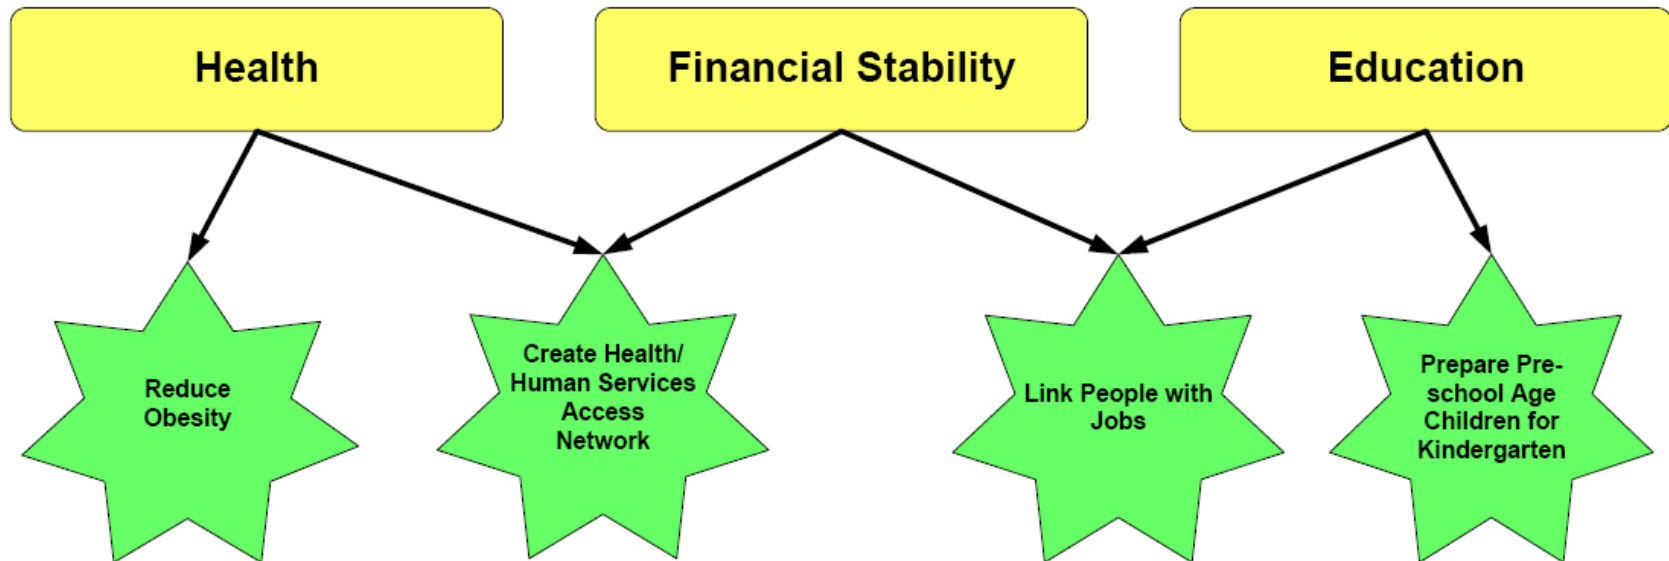 Health
Financial Stability
Education
Reduce
Obesity
Create Health/
Human Services
Access
Network
Link People with
Jobs
Prepare Pre-
school Age
Children for
Kindergarten